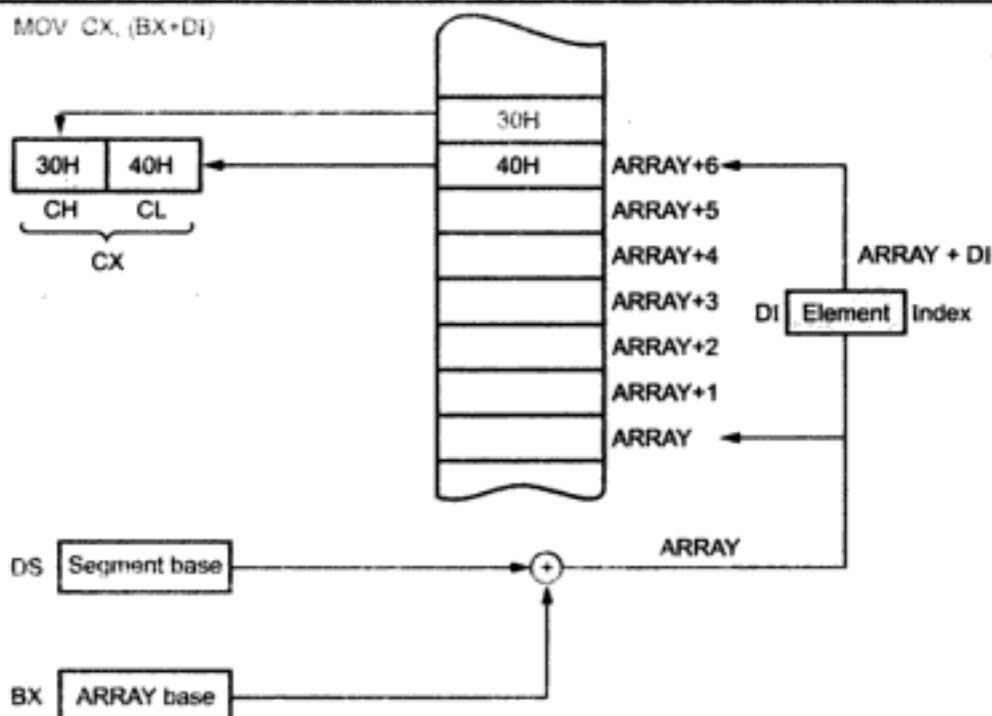 MOV CX, (BX+DI)
30H
30H 40H
40H
ARRAY+6
CH CL
ARRAY+5
CX
ARRAY+4
ARRAY + DI
ARRAY+3
DI Element Index
ARRAY+2
ARRAY+1
ARRAY
DS Segment base
+
ARRAY
BX ARRAY base